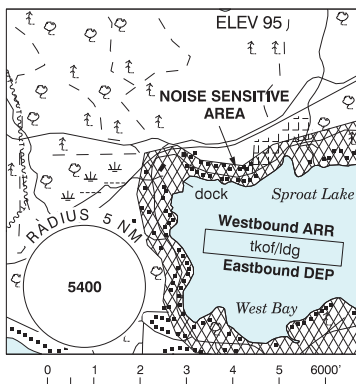 ELEV 95
NOISE SENSITIVE
AREA
dock
Sproat Lake
RADIUS 5 NM
5400
Westbound ARR
tkof/ldg
Eastbound DEP
West Bay
0 1 2 3 4 5 6000'